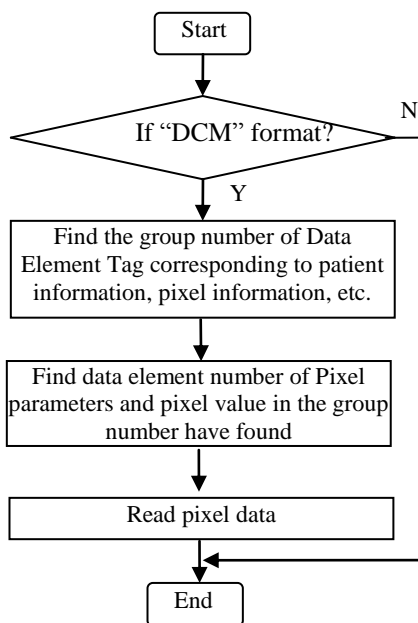 Start
If “DCM” format?
N
Y
Find the group number of Data
Element Tag corresponding to patient
information, pixel information, etc.
Find data element number of Pixel
parameters and pixel value in the group
number have found
Read pixel data
End